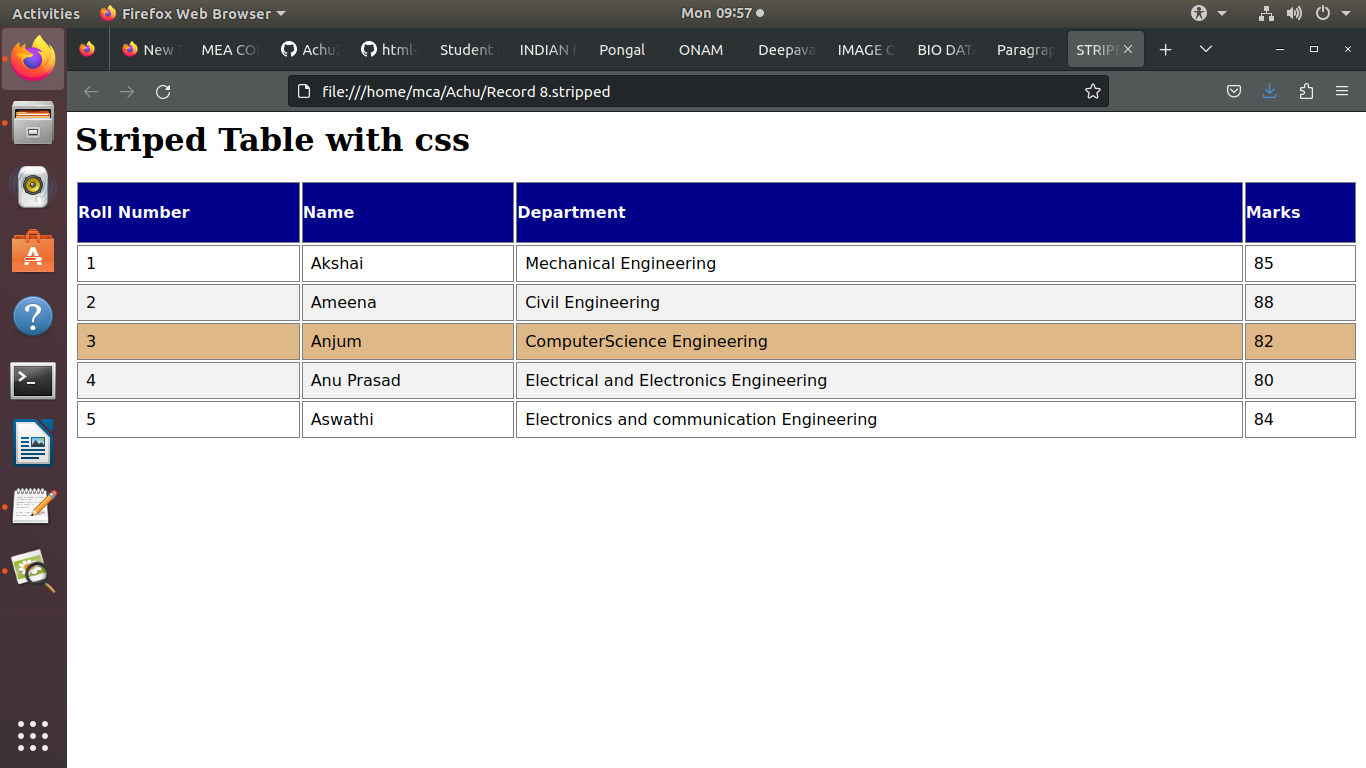 Activities Firefox Web Browser Mon 09:57
New MEA CO Achu html- Student INDIAN Pongal ONAM Deepava IMAGE C BIO DAT Paragrap STRIP
file:///home/mca/Achu/Record 8.stripped
Striped Table with css
Roll Number Name Department Marks
1 Akshai Mechanical Engineering 85
2 Ameena Civil Engineering 88
3 Anjum ComputerScience Engineering 82
4 Anu Prasad Electrical and Electronics Engineering 80
5 Aswathi Electronics and communication Engineering 84